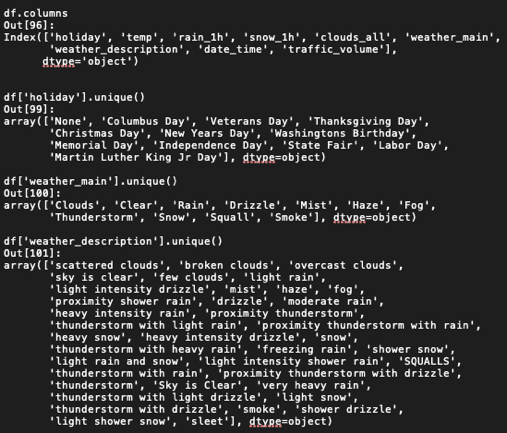 df.columns
Out[96]:
Index(['holiday', 'temp', 'rain_1h', 'snow_1h', 'clouds_all', 'weather_main',
'weather_description', 'date_time', 'traffic_volume'],
dtype='object')
df['holiday'].unique()
Out[99]:
array(['None', 'Columbus Day', 'Veterans Day', 'Thanksgiving Day',
'Christmas Day', 'New Years Day', 'Washingtons Birthday',
'Memorial Day', 'Independence Day', 'State Fair', 'Labor Day',
'Martin Luther King Jr Day'], dtype=object)
df['weather_main'].unique()
Out[100]:
array(['Clouds', 'Clear', 'Rain', 'Drizzle', 'Mist', 'Haze', 'Fog',
'Thunderstorm', 'Snow', 'Squall', 'Smoke'], dtype=object)
df['weather_description'].unique()
Out[101]:
array(['scattered clouds', 'broken clouds', 'overcast clouds',
'sky is clear', 'few clouds', 'light rain',
'light intensity drizzle', 'mist', 'haze', 'fog',
'proximity shower rain', 'drizzle', 'moderate rain',
'heavy intensity rain', 'proximity thunderstorm',
'thunderstorm with light rain', 'proximity thunderstorm with rain',
'heavy snow', 'heavy intensity drizzle', 'snow',
'thunderstorm with heavy rain', 'freezing rain', 'shower snow',
'light rain and snow', 'light intensity shower rain', 'SQUALLS',
'thunderstorm with rain', 'proximity thunderstorm with drizzle',
'thunderstorm', 'Sky is Clear', 'very heavy rain',
'thunderstorm with light drizzle', 'light snow',
'thunderstorm with drizzle', 'smoke', 'shower drizzle',
'light shower snow', 'sleet'], dtype=object)